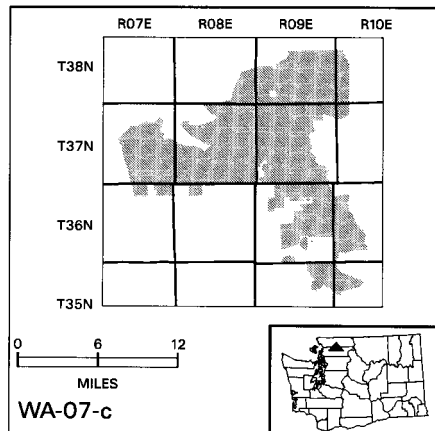 R07E R08E R09E R10E
T38N
T37N
T36N
T35N
0 6 12
MILES
WA-07-c